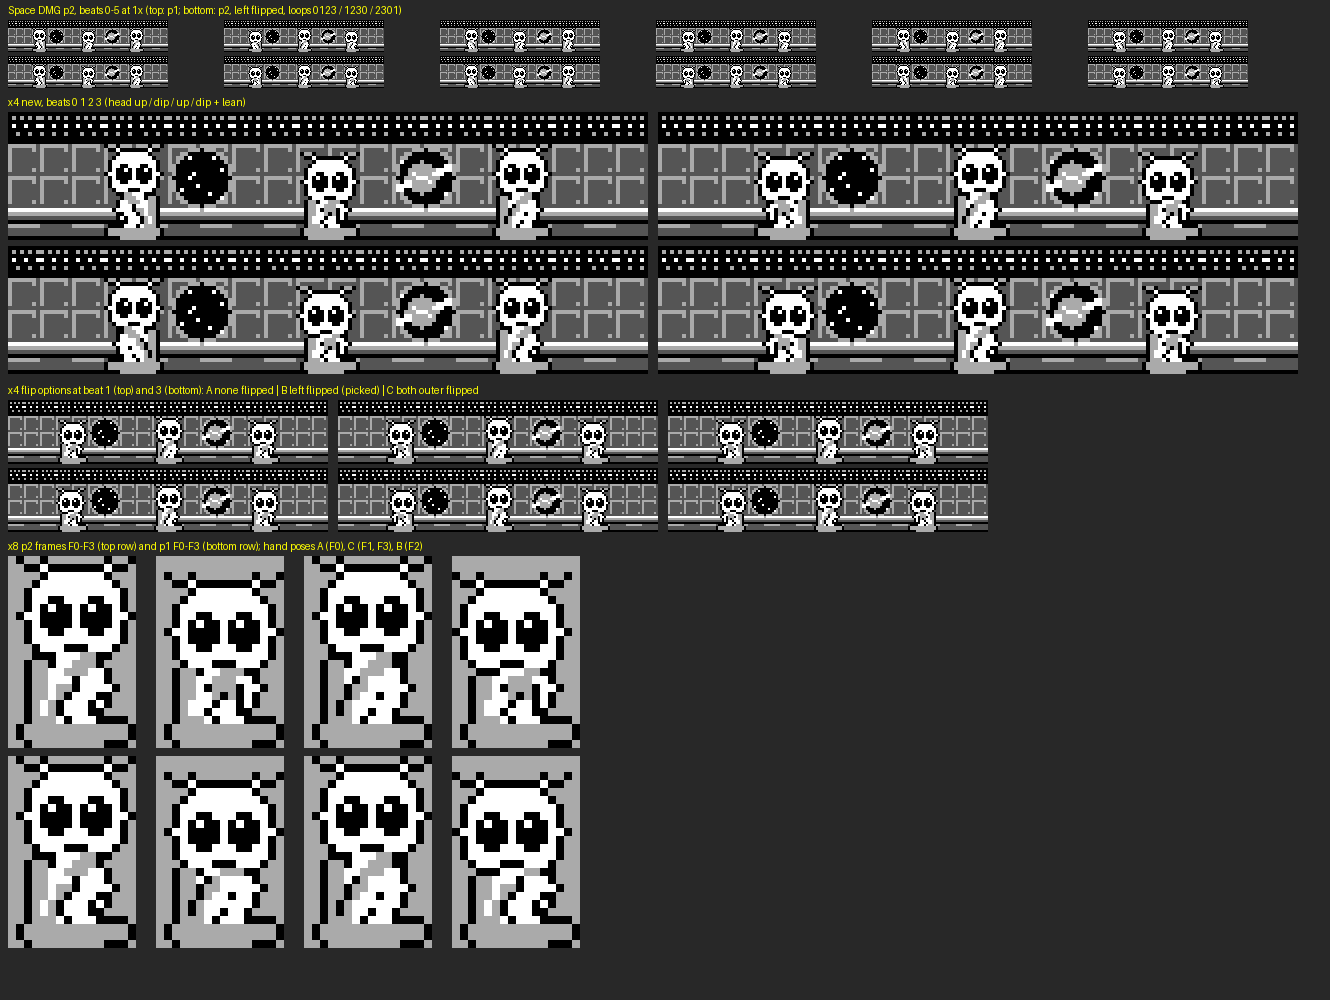 Space DMG p2, beats 0-5 at 1x (top: p1; bottom: p2, left flipped, loops 0123 / 1230 / 2301)
x4 new, beats 0 1 2 3 (head up / dip / up / dip + lean)
x4 flip options at beat 1 (top) and 3 (bottom): A none flipped | B left flipped (picked) | C both outer flipped
x8 p2 frames F0-F3 (top row) and p1 F0-F3 (bottom row); hand poses A (F0), C (F1, F3), B (F2)